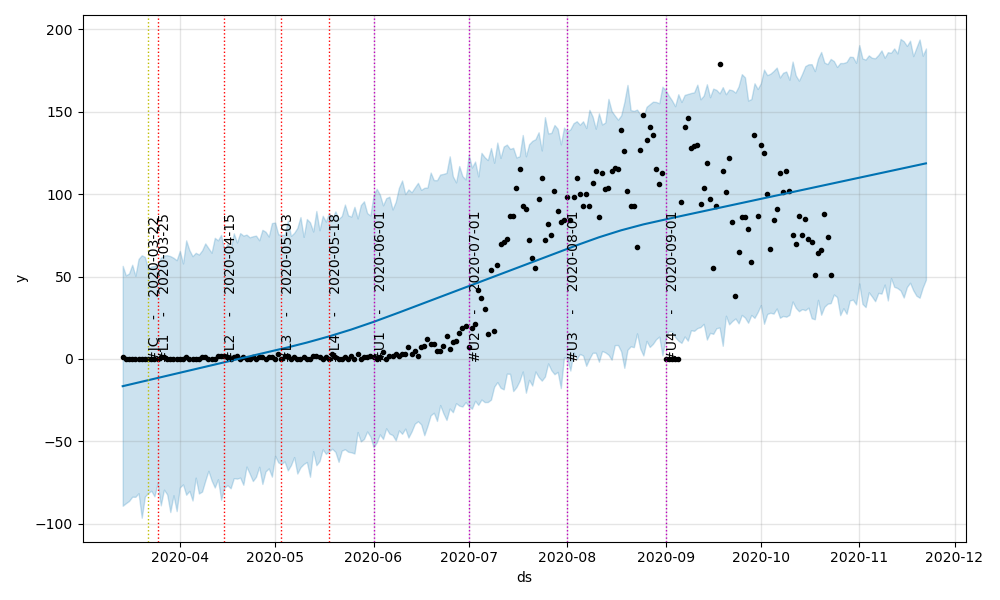 200
150
100
50
0
−50
−100
y
#JC - 2020-03-22
#L1 - 2020-03-25
#L2 - 2020-04-15
#L3 - 2020-05-03
#L4 - 2020-05-18
#U1 - 2020-06-01
#U2 - 2020-07-01
#U3 - 2020-08-01
#U4 - 2020-09-01
2020-04 2020-05 2020-06 2020-07 2020-08 2020-09 2020-10 2020-11 2020-12
ds